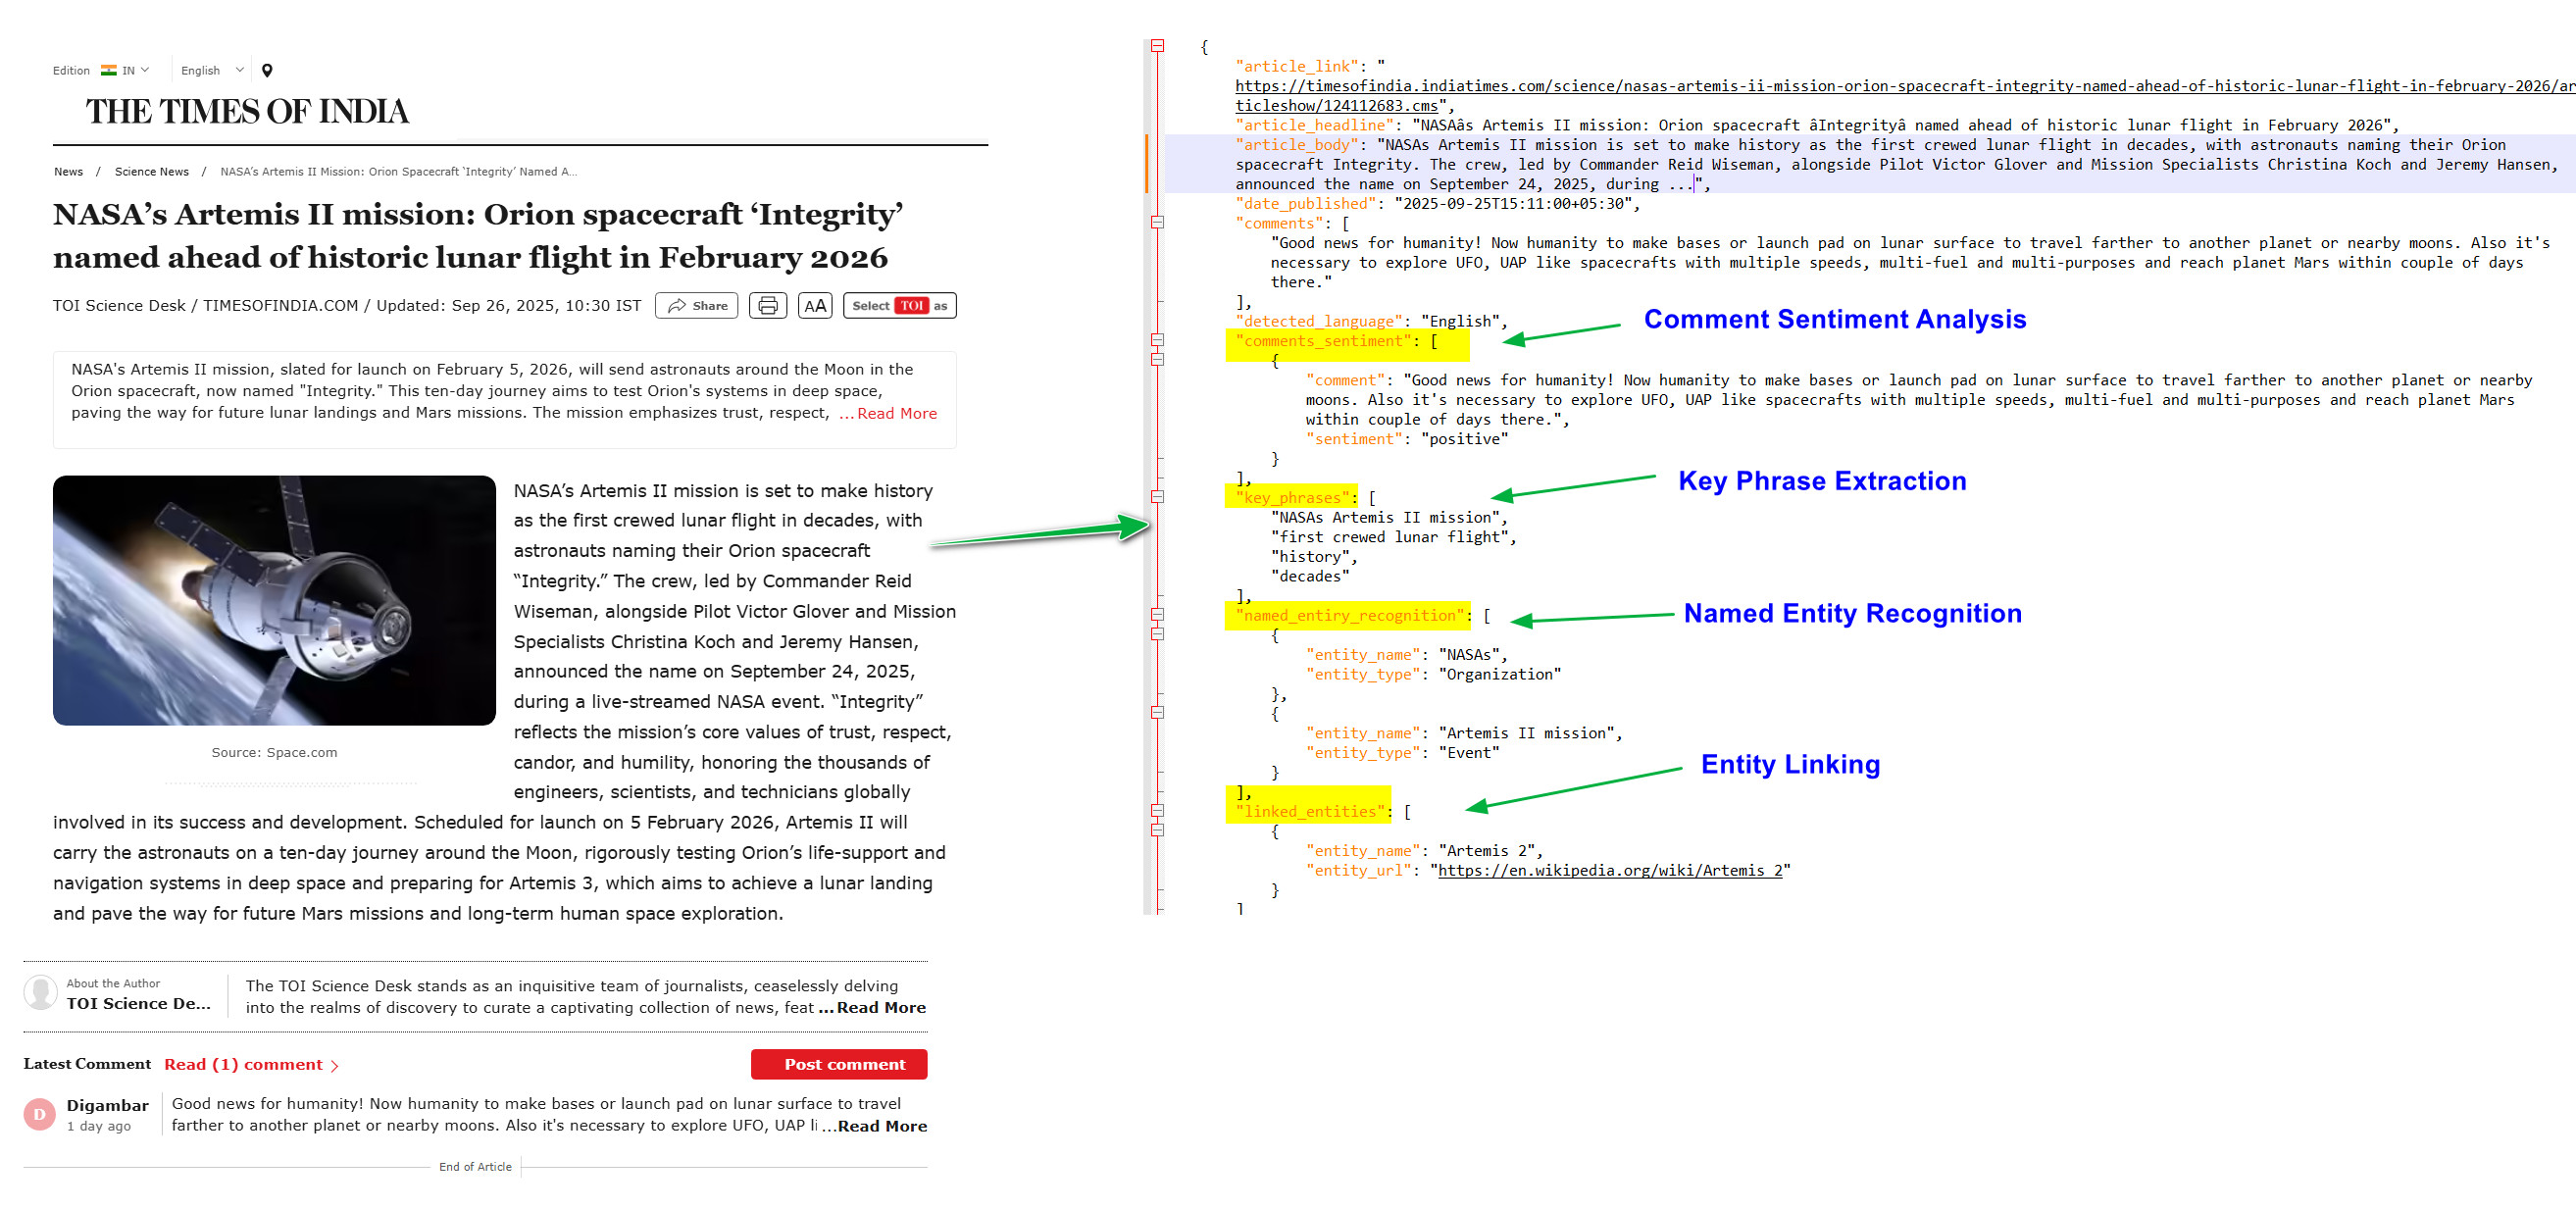 Edition IN English
THE TIMES OF INDIA
News / Science News / NASA's Artemis II Mission: Orion Spacecraft 'Integrity' Named A...
NASA’s Artemis II mission: Orion spacecraft ‘Integrity’
named ahead of historic lunar flight in February 2026
TOI Science Desk / TIMESOFINDIA.COM / Updated: Sep 26, 2025, 10:30 IST Share AA Select TOI as
NASA's Artemis II mission, slated for launch on February 5, 2026, will send astronauts around the Moon in the
Orion spacecraft, now named "Integrity." This ten-day journey aims to test Orion's systems in deep space,
paving the way for future lunar landings and Mars missions. The mission emphasizes trust, respect, ...Read More
NASA’s Artemis II mission is set to make history
as the first crewed lunar flight in decades, with
astronauts naming their Orion spacecraft
“Integrity.” The crew, led by Commander Reid
Wiseman, alongside Pilot Victor Glover and Mission
Specialists Christina Koch and Jeremy Hansen,
announced the name on September 24, 2025,
during a live-streamed NASA event. “Integrity”
reflects the mission’s core values of trust, respect,
candor, and humility, honoring the thousands of
engineers, scientists, and technicians globally
Source: Space.com
involved in its success and development. Scheduled for launch on 5 February 2026, Artemis II will
carry the astronauts on a ten-day journey around the Moon, rigorously testing Orion’s life-support and
navigation systems in deep space and preparing for Artemis 3, which aims to achieve a lunar landing
and pave the way for future Mars missions and long-term human space exploration.
About the Author
TOI Science De...
The TOI Science Desk stands as an inquisitive team of journalists, ceaselessly delving
into the realms of discovery to curate a captivating collection of news, feat ...Read More
Latest Comment Read (1) comment > Post comment
D
Digambar
1 day ago
Good news for humanity! Now humanity to make bases or launch pad on lunar surface to travel
farther to another planet or nearby moons. Also it's necessary to explore UFO, UAP li ...Read More
End of Article
{
"article_link": "
https://timesofindia.indiatimes.com/science/nasas-artemis-ii-mission-orion-spacecraft-integrity-named-ahead-of-historic-lunar-flight-in-february-2026/ar
ticleshow/124112683.cms",
"article_headline": "NASAâs Artemis II mission: Orion spacecraft âIntegrityâ named ahead of historic lunar flight in February 2026",
"article_body": "NASAs Artemis II mission is set to make history as the first crewed lunar flight in decades, with astronauts naming their Orion
spacecraft Integrity. The crew, led by Commander Reid Wiseman, alongside Pilot Victor Glover and Mission Specialists Christina Koch and Jeremy Hansen,
announced the name on September 24, 2025, during ...",
"date_published": "2025-09-25T15:11:00+05:30",
"comments": [
"Good news for humanity! Now humanity to make bases or launch pad on lunar surface to travel farther to another planet or nearby moons. Also it's
necessary to explore UFO, UAP like spacecrafts with multiple speeds, multi-fuel and multi-purposes and reach planet Mars within couple of days
there."
],
"detected_language": "English",
"comments_sentiment": [
Comment Sentiment Analysis
{
"comment": "Good news for humanity! Now humanity to make bases or launch pad on lunar surface to travel farther to another planet or nearby
moons. Also it's necessary to explore UFO, UAP like spacecrafts with multiple speeds, multi-fuel and multi-purposes and reach planet Mars
within couple of days there.",
"sentiment": "positive"
}
],
Key Phrase Extraction
"key_phrases": [
"NASAs Artemis II mission",
"first crewed lunar flight",
"history",
"decades"
],
"named_entiry_recognition": [
Named Entity Recognition
{
"entity_name": "NASAs",
"entity_type": "Organization"
},
{
"entity_name": "Artemis II mission",
"entity_type": "Event"
}
],
Entity Linking
"linked_entities": [
{
"entity_name": "Artemis 2",
"entity_url": "https://en.wikipedia.org/wiki/Artemis_2"
}
]